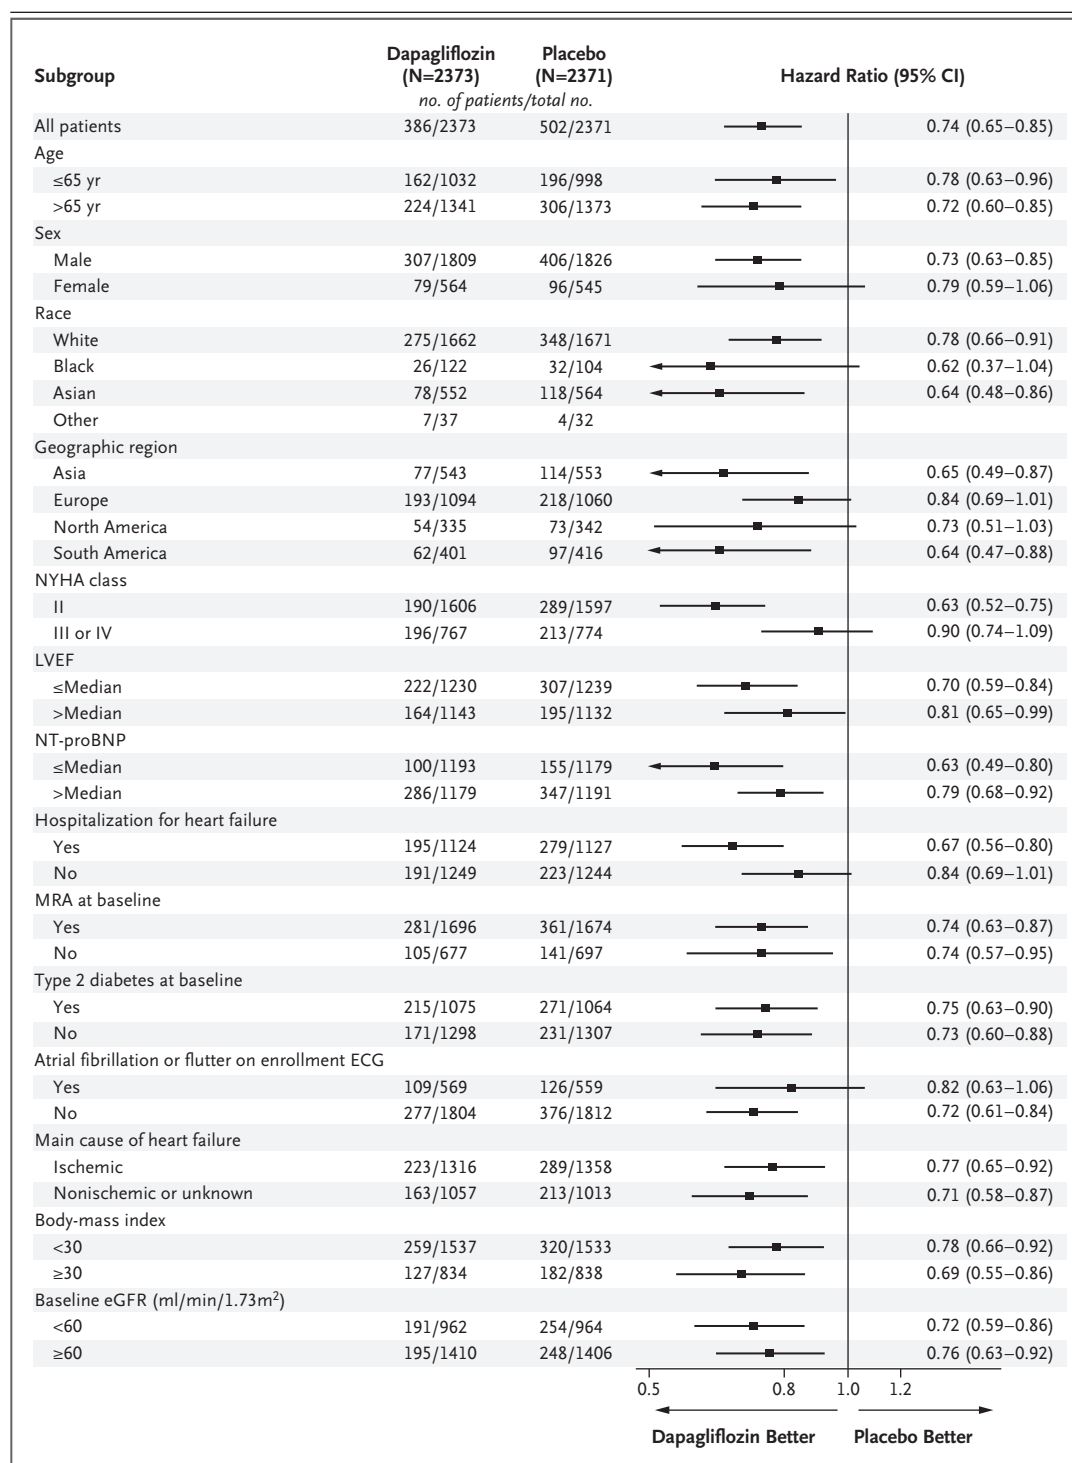 Subgroup Dapagliflozin (N=2373) Placebo (N=2371) Hazard Ratio (95% CI)
no. of patients/total no.
All patients 386/2373 502/2371 0.74 (0.65–0.85)
Age
≤65 yr 162/1032 196/998 0.78 (0.63–0.96)
>65 yr 224/1341 306/1373 0.72 (0.60–0.85)
Sex
Male 307/1809 406/1826 0.73 (0.63–0.85)
Female 79/564 96/545 0.79 (0.59–1.06)
Race
White 275/1662 348/1671 0.78 (0.66–0.91)
Black 26/122 32/104 0.62 (0.37–1.04)
Asian 78/552 118/564 0.64 (0.48–0.86)
Other 7/37 4/32
Geographic region
Asia 77/543 114/553 0.65 (0.49–0.87)
Europe 193/1094 218/1060 0.84 (0.69–1.01)
North America 54/335 73/342 0.73 (0.51–1.03)
South America 62/401 97/416 0.64 (0.47–0.88)
NYHA class
II 190/1606 289/1597 0.63 (0.52–0.75)
III or IV 196/767 213/774 0.90 (0.74–1.09)
LVEF
≤Median 222/1230 307/1239 0.70 (0.59–0.84)
>Median 164/1143 195/1132 0.81 (0.65–0.99)
NT-proBNP
≤Median 100/1193 155/1179 0.63 (0.49–0.80)
>Median 286/1179 347/1191 0.79 (0.68–0.92)
Hospitalization for heart failure
Yes 195/1124 279/1127 0.67 (0.56–0.80)
No 191/1249 223/1244 0.84 (0.69–1.01)
MRA at baseline
Yes 281/1696 361/1674 0.74 (0.63–0.87)
No 105/677 141/697 0.74 (0.57–0.95)
Type 2 diabetes at baseline
Yes 215/1075 271/1064 0.75 (0.63–0.90)
No 171/1298 231/1307 0.73 (0.60–0.88)
Atrial fibrillation or flutter on enrollment ECG
Yes 109/569 126/559 0.82 (0.63–1.06)
No 277/1804 376/1812 0.72 (0.61–0.84)
Main cause of heart failure
Ischemic 223/1316 289/1358 0.77 (0.65–0.92)
Nonischemic or unknown 163/1057 213/1013 0.71 (0.58–0.87)
Body-mass index
<30 259/1537 320/1533 0.78 (0.66–0.92)
≥30 127/834 182/838 0.69 (0.55–0.86)
Baseline eGFR (ml/min/1.73m²)
<60 191/962 254/964 0.72 (0.59–0.86)
≥60 195/1410 248/1406 0.76 (0.63–0.92)
0.5 0.8 1.0 1.2
Dapagliflozin Better Placebo Better